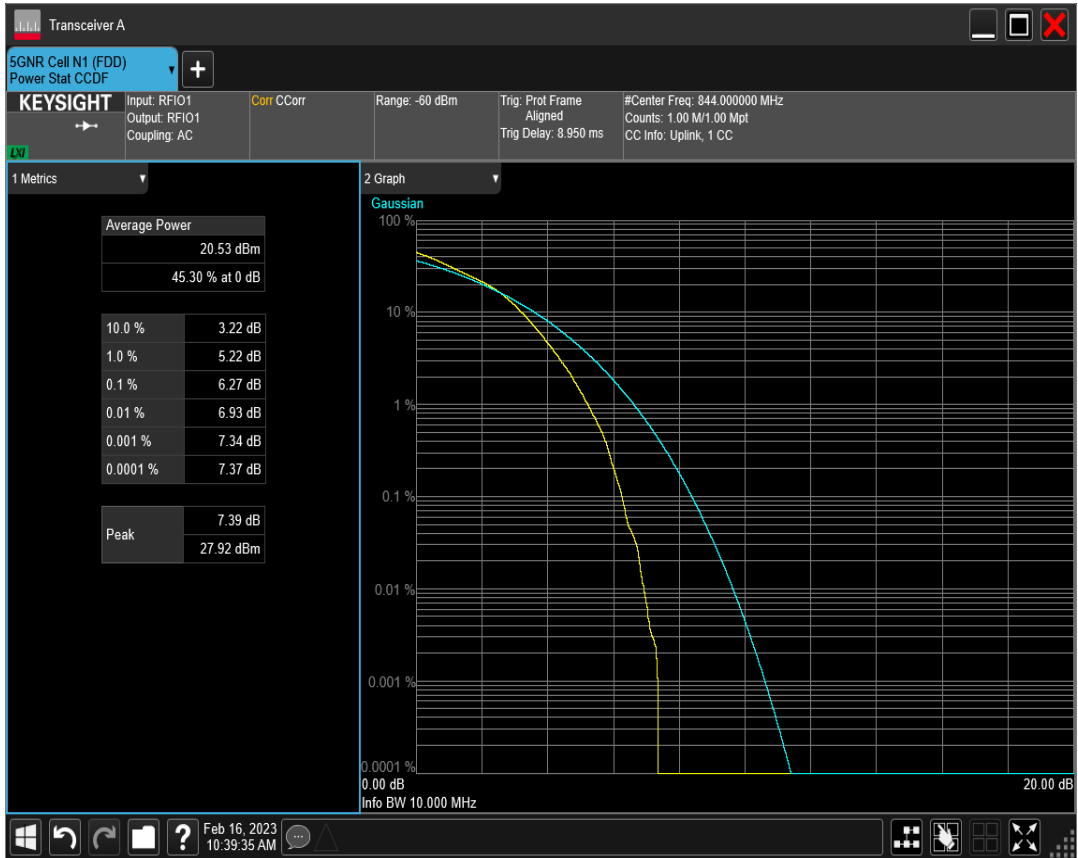 Transceiver A
5GNR Cell N1 (FDD)
Power Stat CCDF
+
KEYSIGHT
LXI
Input: RFIO1
Output: RFIO1
Coupling: AC
Corr CCorr
Range: -60 dBm
Trig: Prot Frame
Aligned
Trig Delay: 8.950 ms
#Center Freq: 844.000000 MHz
Counts: 1.00 M/1.00 Mpt
CC Info: Uplink, 1 CC
1 Metrics
Average Power
20.53 dBm
45.30 % at 0 dB
10.0 % 3.22 dB
1.0 % 5.22 dB
0.1 % 6.27 dB
0.01 % 6.93 dB
0.001 % 7.34 dB
0.0001 % 7.37 dB
Peak
7.39 dB
27.92 dBm
2 Graph
Gaussian
100 %
10 %
1 %
0.1 %
0.01 %
0.001 %
0.0001 %
0.00 dB 20.00 dB
Info BW 10.000 MHz
?
Feb 16, 2023
10:39:35 AM